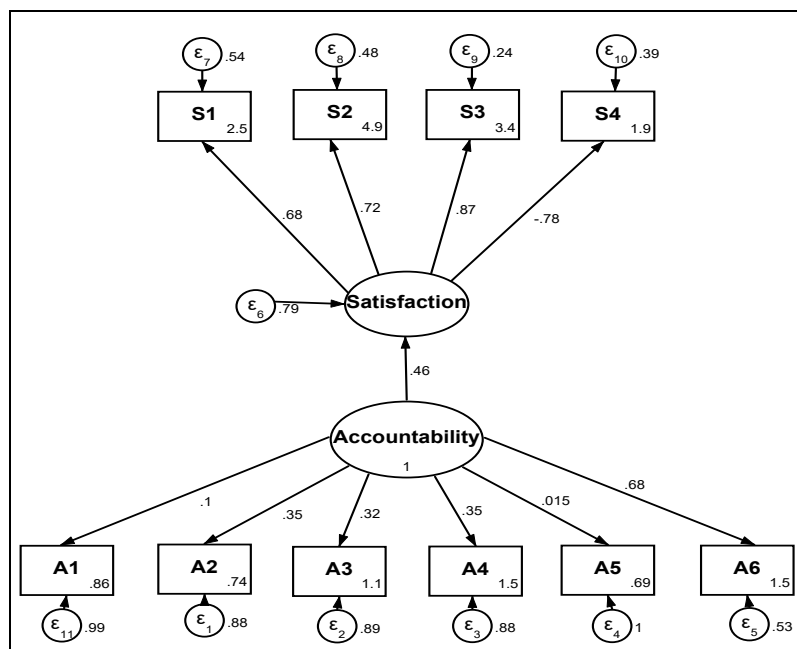 ε7 .54 ε8 .48 ε9 .24 ε10 .39
S1 2.5 S2 4.9 S3 3.4 S4 1.9
.68 .72 .87 -.78
Satisfaction
ε6 .79
.46
Accountability
1
.1 .35 .32 .35 .015 .68
A1 .86 A2 .74 A3 1.1 A4 1.5 A5 .69 A6 1.5
ε11 .99 ε1 .88 ε2 .89 ε3 .88 ε4 1 ε5 .53